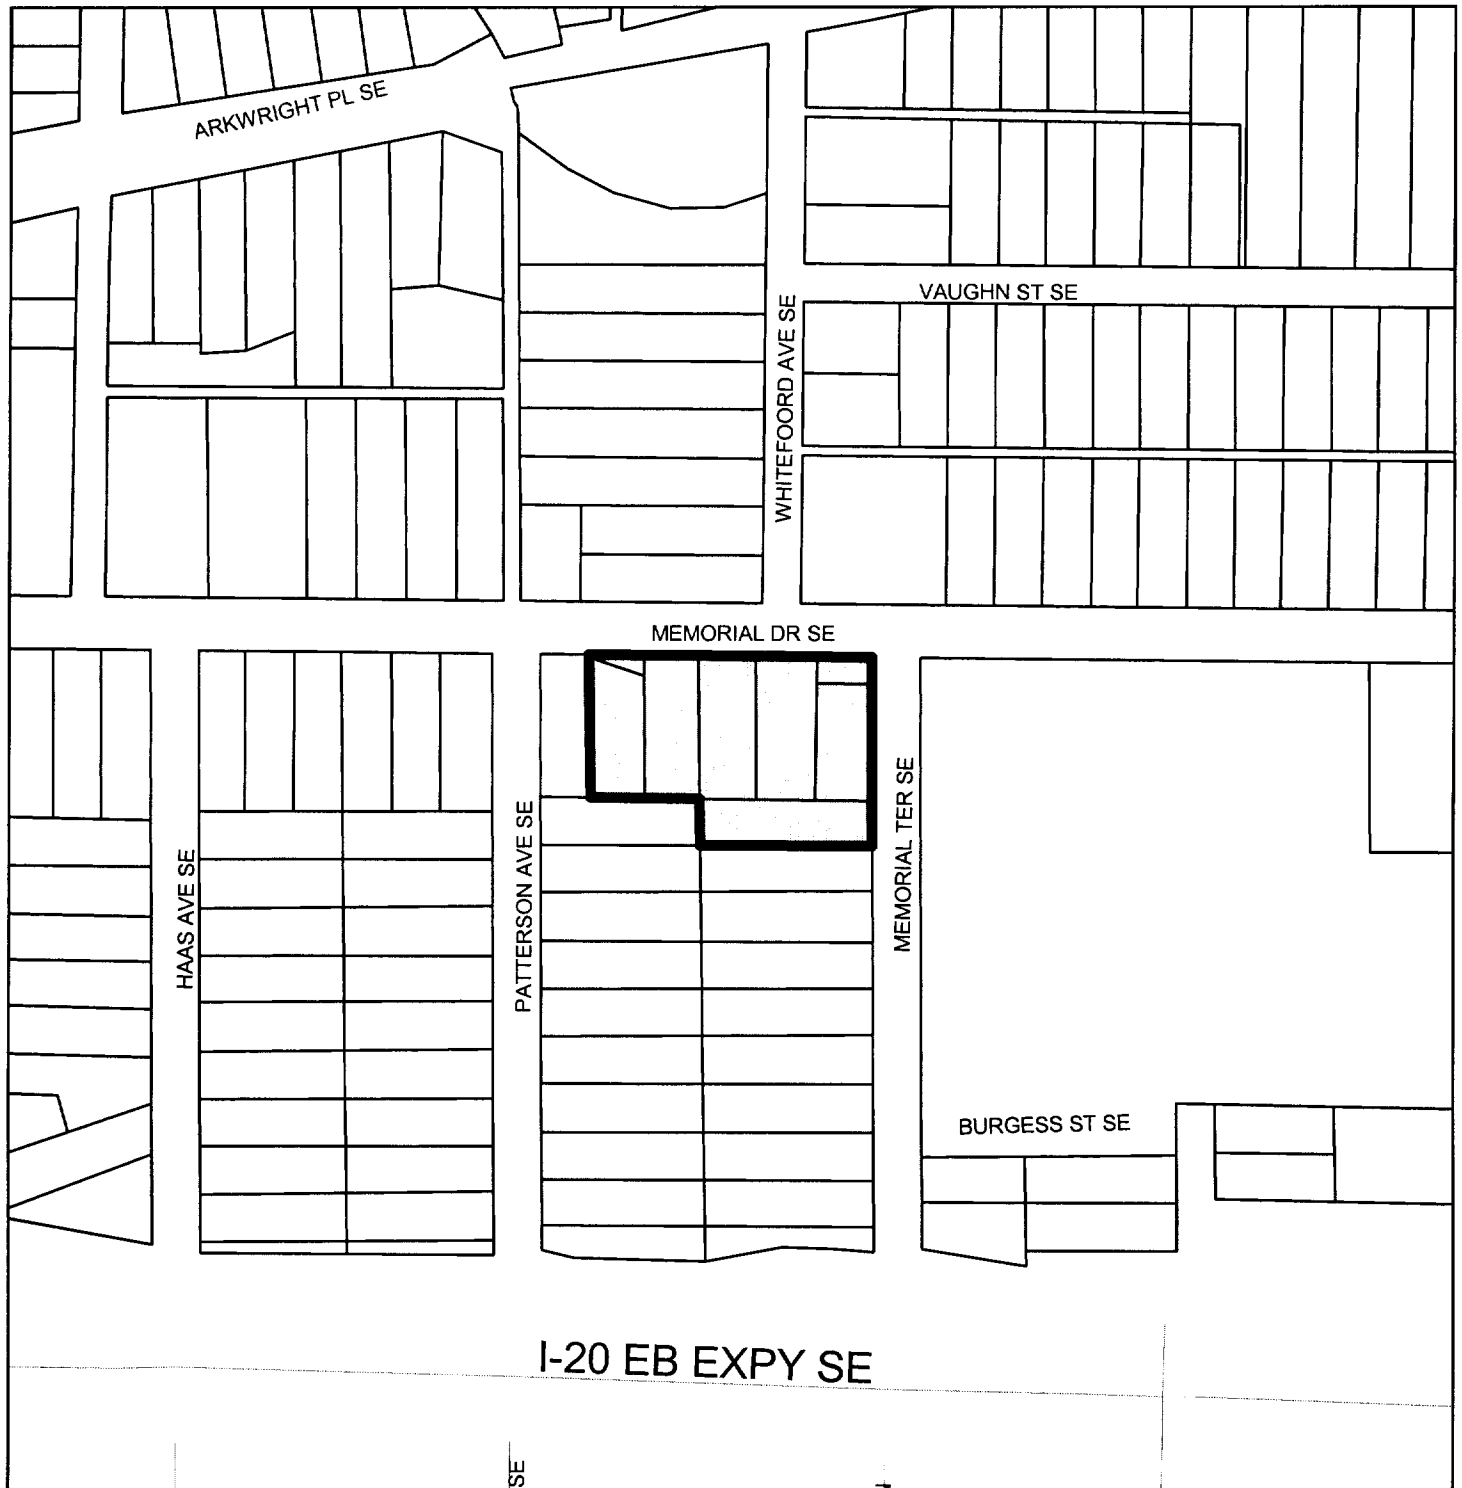 ARKWRIGHT PL SE
VAUGHN ST SE
WHITEFOORD AVE SE
MEMORIAL DR SE
HAAS AVE SE
PATTERSON AVE SE
MEMORIAL TER SE
BURGESS ST SE
I-20 EB EXPY SE
SE